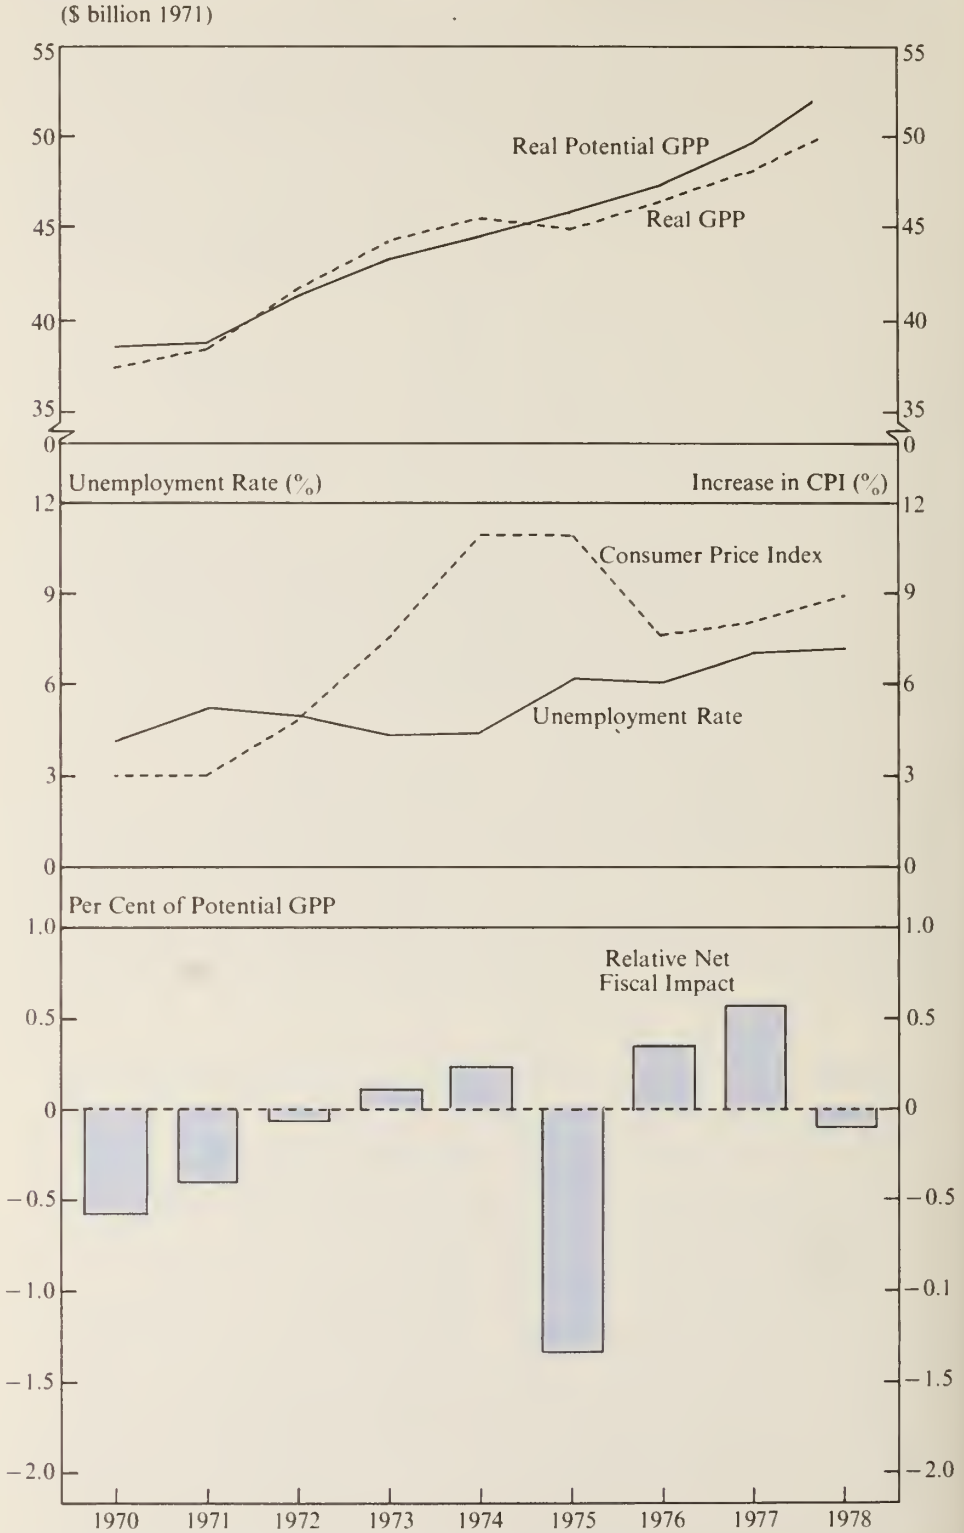 ($ billion 1971)
55 55
50 50
Real Potential GPP
45 45
Real GPP
40 40
35 35
0 0
Unemployment Rate (%) Increase in CPI (%)
12 12
Consumer Price Index
9 9
6 6
Unemployment Rate
3 3
0 0
Per Cent of Potential GPP
1.0 1.0
Relative Net
Fiscal Impact
0.5 0.5
0 0
−0.5 −0.5
−1.0 −0.1
−1.5 −1.5
−2.0 −2.0
1970 1971 1972 1973 1974 1975 1976 1977 1978